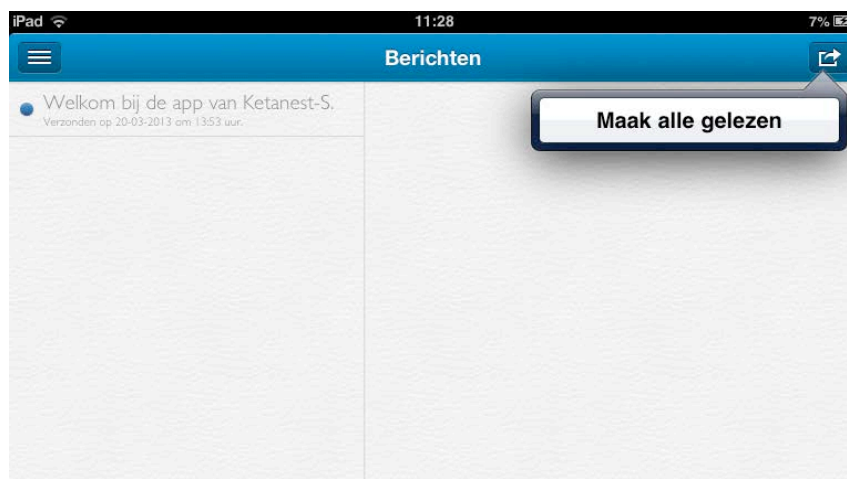 iPad 11:28 7%
Berichten
Welkom bij de app van Ketanest-S.
Verzonden op 20-03-2013 om 13:53 uur.
Maak alle gelezen